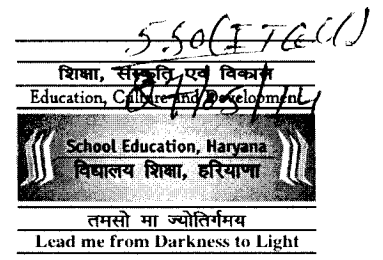 शिक्षा, संस्कृति एवं विकास
Education, Culture and Development
School Education, Haryana
विद्यालय शिक्षा, हरियाणा
तमसो मा ज्योतिर्गमय
Lead me from Darkness to Light